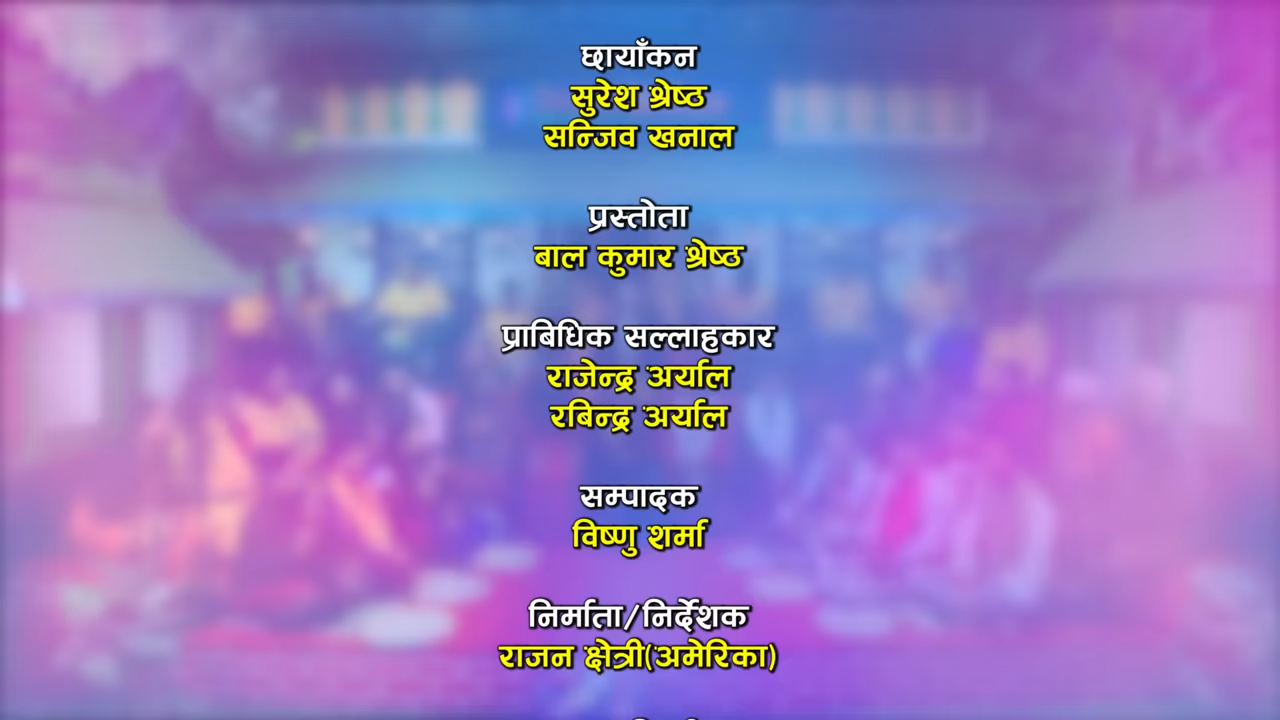 छायाँकन
सुरेश श्रेष्ठ
सन्जिव खनाल
प्रस्तोता
बाल कुमार श्रेष्ठ
प्राबिधिक सल्लाहकार
राजेन्द्र अर्याल
रबिन्द्र अर्याल
सम्पादक
विष्णु शर्मा
निर्माता/निर्देशक
राजन क्षेत्री(अमेरिका)